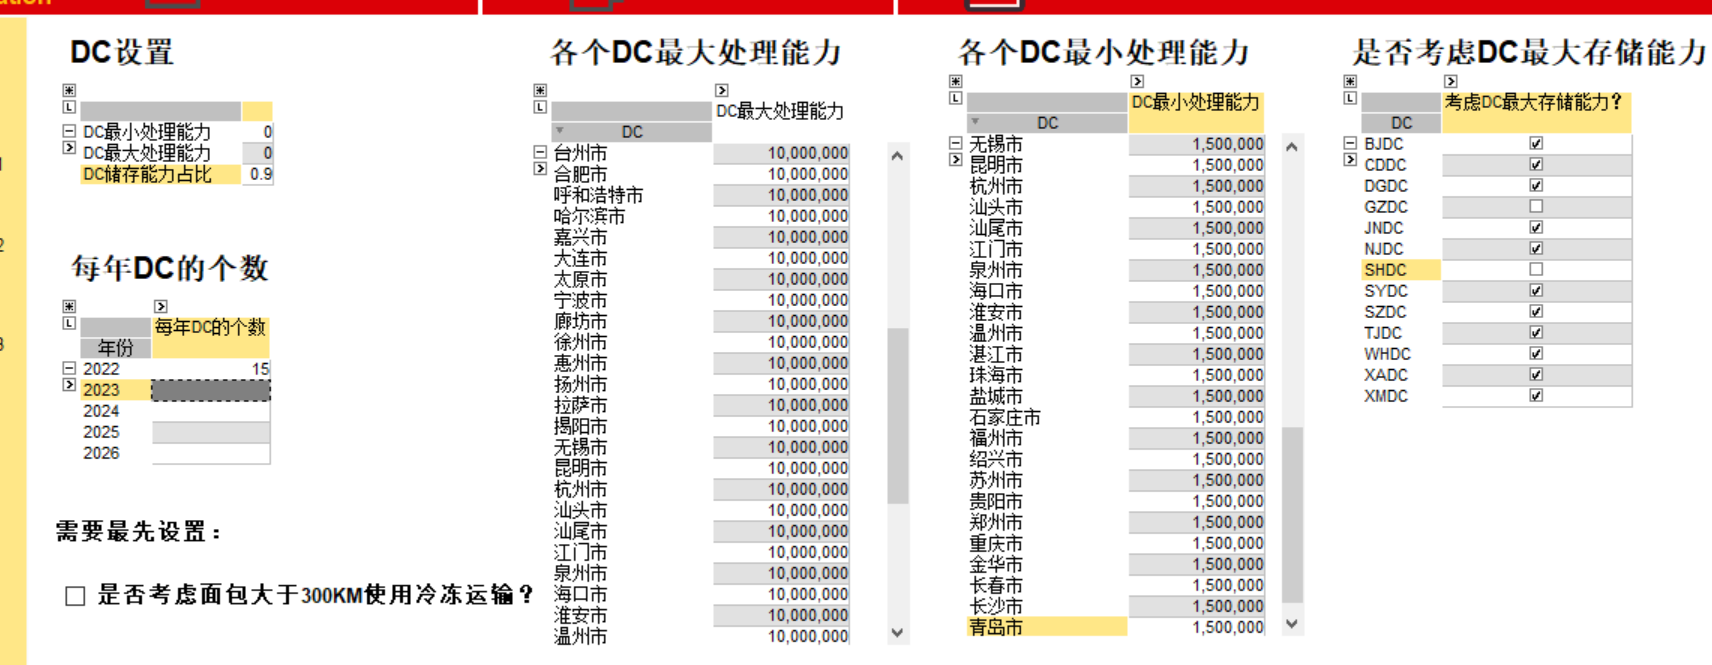 DC设置
DC最小处理能力 0
DC最大处理能力 0
DC储存能力占比 0.9
每年DC的个数
每年DC的个数
年份
2022 15
2023
2024
2025
2026
需要最先设置：
是否考虑面包大于300KM使用冷冻运输？
各个DC最大处理能力
DC最大处理能力
DC
台州市 10,000,000
合肥市 10,000,000
呼和浩特市 10,000,000
哈尔滨市 10,000,000
嘉兴市 10,000,000
大连市 10,000,000
太原市 10,000,000
宁波市 10,000,000
廊坊市 10,000,000
徐州市 10,000,000
惠州市 10,000,000
扬州市 10,000,000
拉萨市 10,000,000
揭阳市 10,000,000
无锡市 10,000,000
昆明市 10,000,000
杭州市 10,000,000
汕头市 10,000,000
汕尾市 10,000,000
江门市 10,000,000
泉州市 10,000,000
海口市 10,000,000
淮安市 10,000,000
温州市 10,000,000
各个DC最小处理能力
DC最小处理能力
DC
无锡市 1,500,000
昆明市 1,500,000
杭州市 1,500,000
汕头市 1,500,000
汕尾市 1,500,000
江门市 1,500,000
泉州市 1,500,000
海口市 1,500,000
淮安市 1,500,000
温州市 1,500,000
湛江市 1,500,000
珠海市 1,500,000
盐城市 1,500,000
石家庄市 1,500,000
福州市 1,500,000
绍兴市 1,500,000
苏州市 1,500,000
贵阳市 1,500,000
郑州市 1,500,000
重庆市 1,500,000
金华市 1,500,000
长春市 1,500,000
长沙市 1,500,000
青岛市 1,500,000
是否考虑DC最大存储能力
考虑DC最大存储能力？
DC
BJDC
CDDC
DGDC
GZDC
JNDC
NJDC
SHDC
SYDC
SZDC
TJDC
WHDC
XADC
XMDC